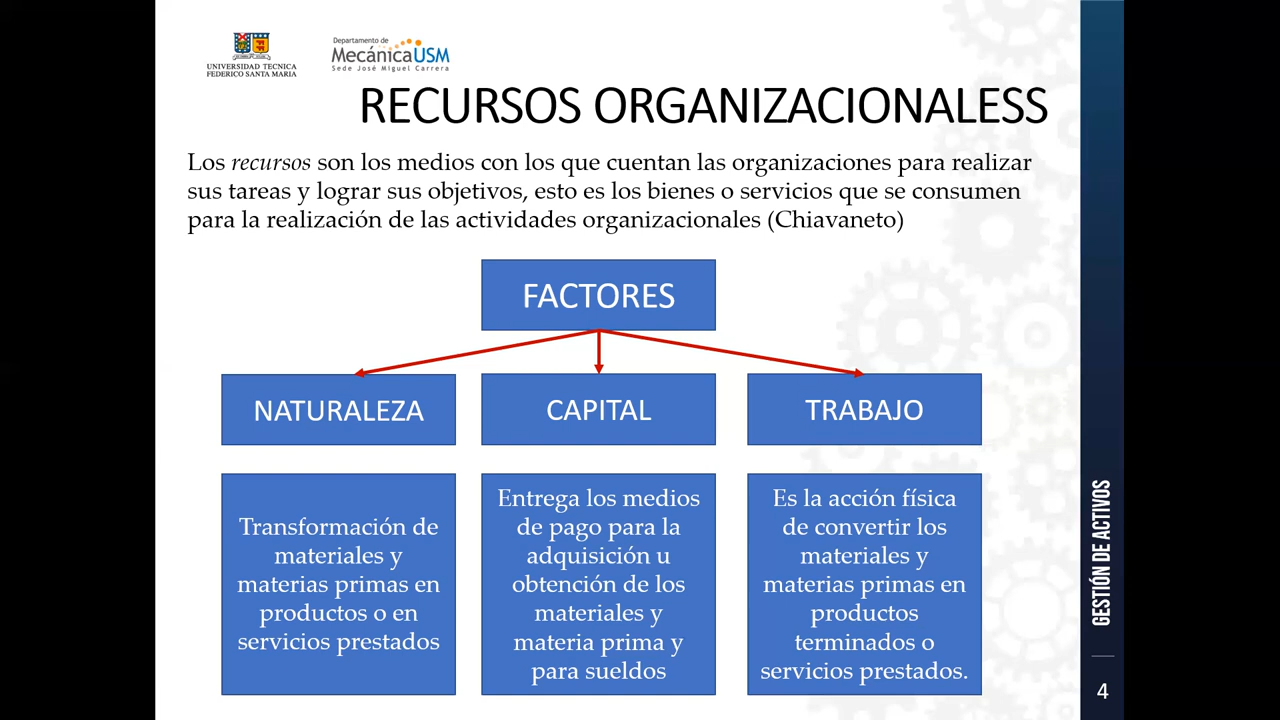 UNIVERSIDAD TECNICA
FEDERICO SANTA MARIA
Departamento de
MecánicaUSM
Sede José Miguel Carrera
RECURSOS ORGANIZACIONALESS
Los recursos son los medios con los que cuentan las organizaciones para realizar
sus tareas y lograr sus objetivos, esto es los bienes o servicios que se consumen
para la realización de las actividades organizacionales (Chiavaneto)
FACTORES
NATURALEZA
CAPITAL
TRABAJO
Transformación de
materiales y
materias primas en
productos o en
servicios prestados
Entrega los medios
de pago para la
adquisición u
obtención de los
materiales y
materia prima y
para sueldos
Es la acción física
de convertir los
materiales y
materias primas en
productos
terminados o
servicios prestados.
GESTIÓN DE ACTIVOS
4